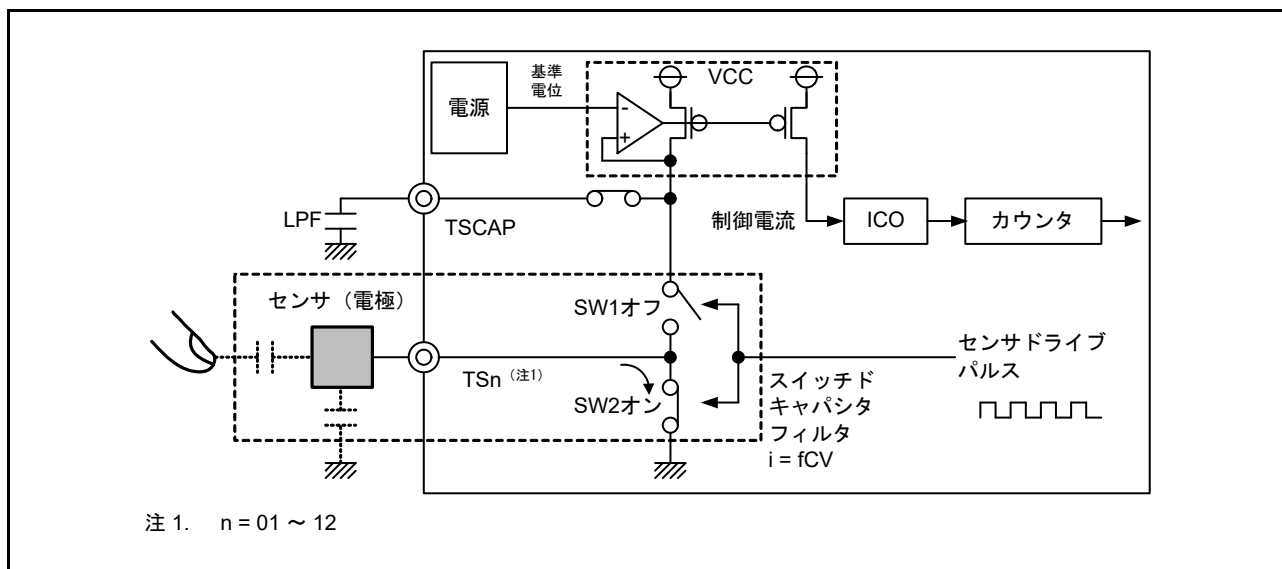 基準
電位
VCC
電源
-
+
LPF
TSCAP
制御電流
ICO
カウンタ
センサ（電極）
SW1オフ
TSn（注1）
SW2オン
センサドライブ
パルス
スイッチド
キャパシタ
フィルタ
i = fCV
注 1. n = 01 ～ 12